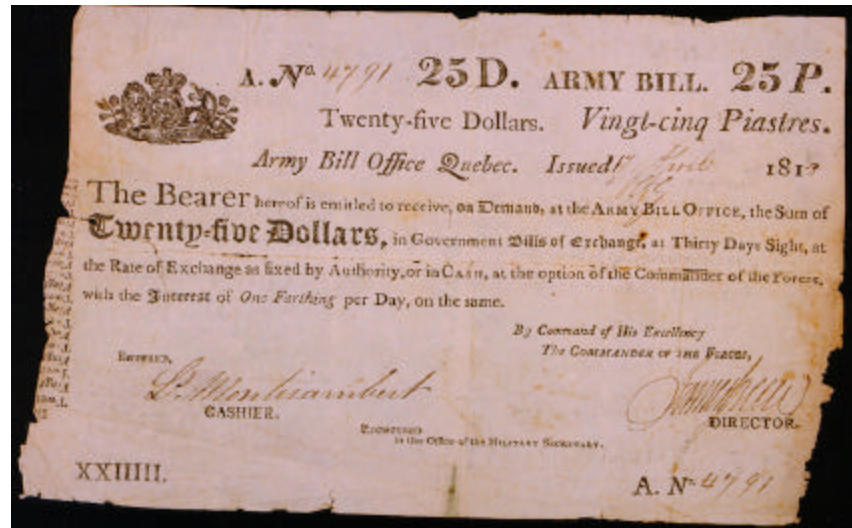 A. No. 4791 25 D. ARMY BILL. 25 P.
Twenty-five Dollars. Vingt-cinq Piastres.
Army Bill Office Quebec. Issued 181
The Bearer hereof is entitled to receive, on Demand, at the ARMY BILL OFFICE, the Sum of
Twenty-five Dollars, in Government Bills of Exchange, at Thirty Days Sight, at
the Rate of Exchange as fixed by Authority, or in CASH, at the option of the Commander of the Forces,
with the Interest of One Farthing per Day, on the same.
By Command of His Excellency
The COMMANDER OF THE FORCES,
ENTERED,
L. Montizambert
CASHIER.
DIRECTOR.
REGISTERED
in the Office of the MILITARY SECRETARY.
XXIIIII.
A. No. 4791